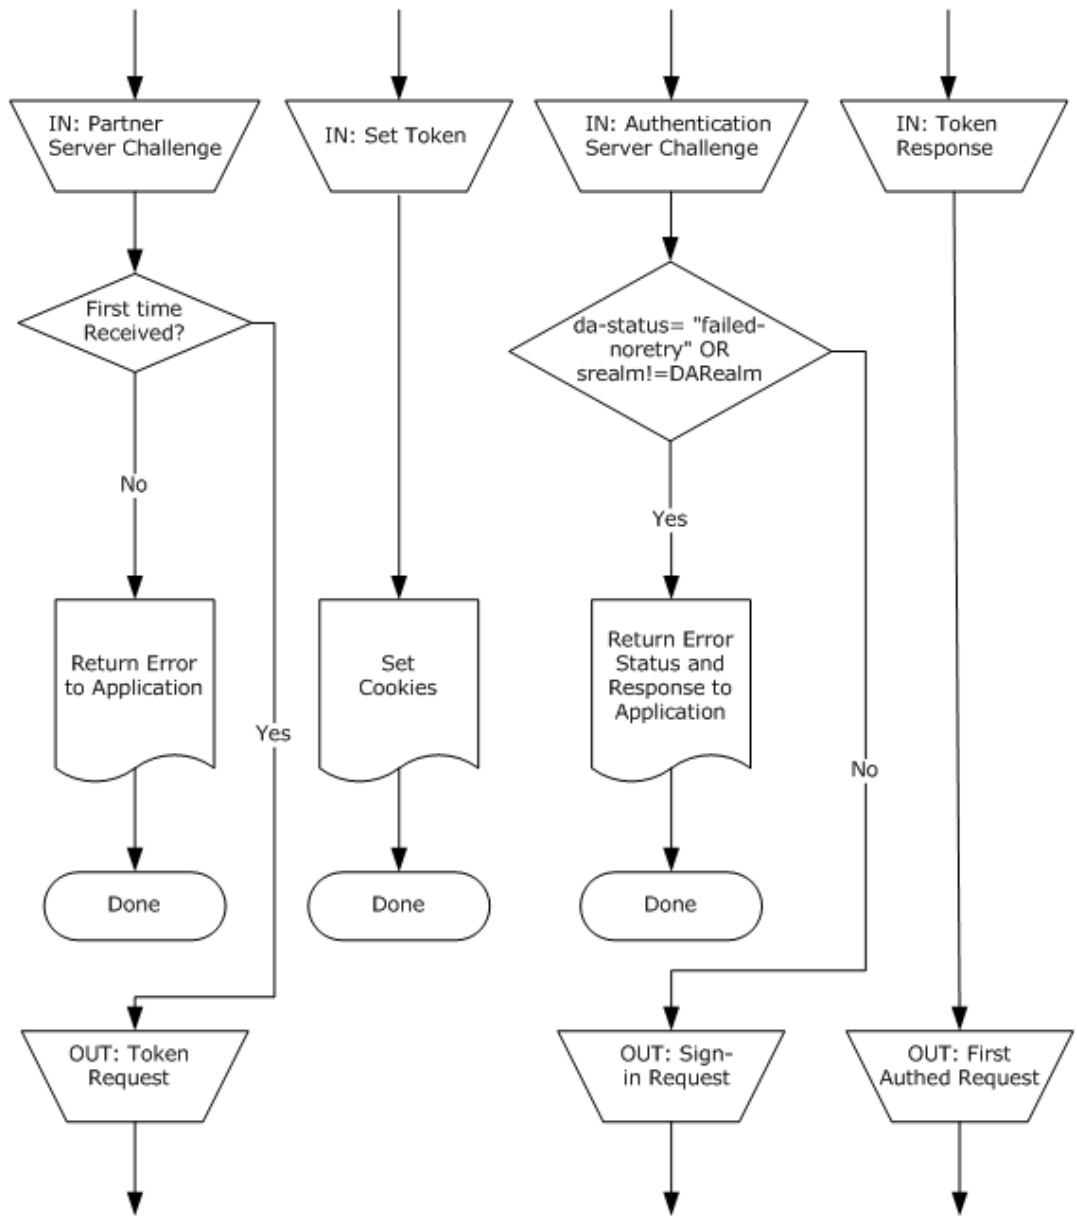 IN: Partner
Server Challenge
IN: Set Token
IN: Authentication
Server Challenge
IN: Token
Response
First time
Received?
da-status= "failed-
noretry" OR
srealm!=DARealm
No
Yes
Return Error
to Application
Set
Cookies
Return Error
Status and
Response to
Application
Yes
No
Done
Done
Done
OUT: Token
Request
OUT: Sign-
in Request
OUT: First
Authed Request